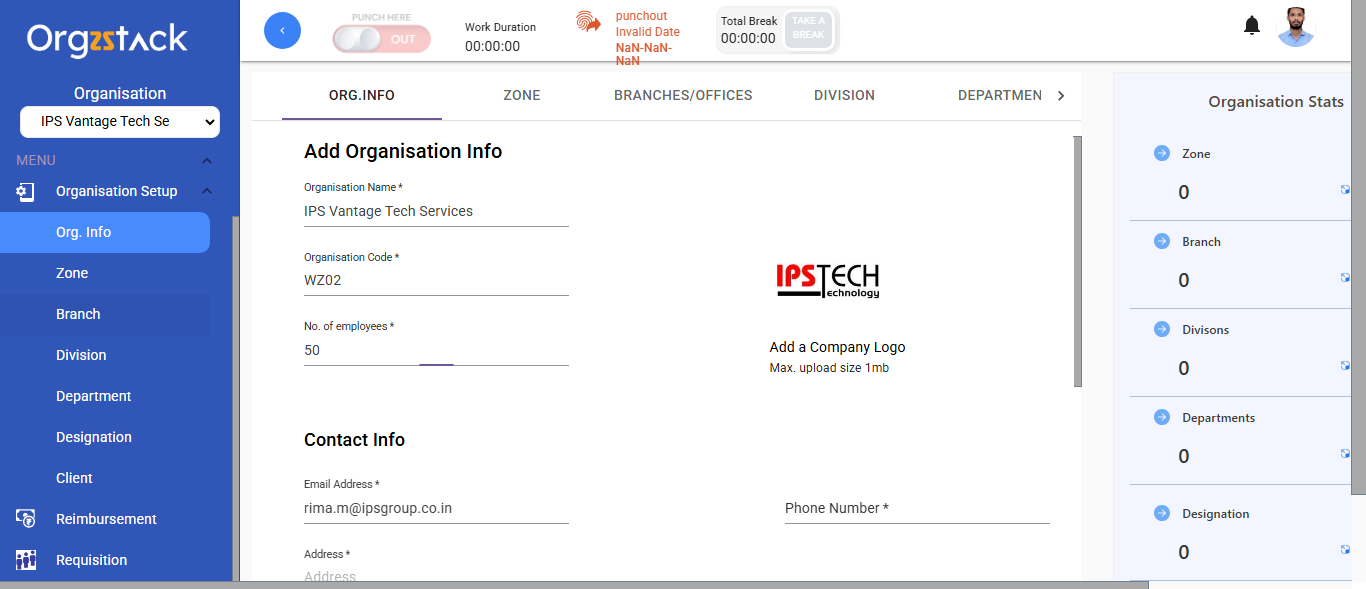 Orgzstack
Organisation
IPS Vantage Tech Se
MENU
Organisation Setup
Org. Info
Zone
Branch
Division
Department
Designation
Client
Reimbursement
Requisition
PUNCH HERE
OUT
Work Duration
00:00:00
punchout
Invalid Date
NaN-NaN-
NaN
Total Break
00:00:00
TAKE A
BREAK
ORG.INFO ZONE BRANCHES/OFFICES DIVISION DEPARTMEN
Add Organisation Info
Organisation Name *
IPS Vantage Tech Services
Organisation Code *
WZ02
No. of employees *
50
IPSTECH
echnology
Add a Company Logo
Max. upload size 1mb
Contact Info
Email Address *
rima.m@ipsgroup.co.in
Phone Number *
Address *
Address
Organisation Stats
Zone
0
Branch
0
Divisons
0
Departments
0
Designation
0